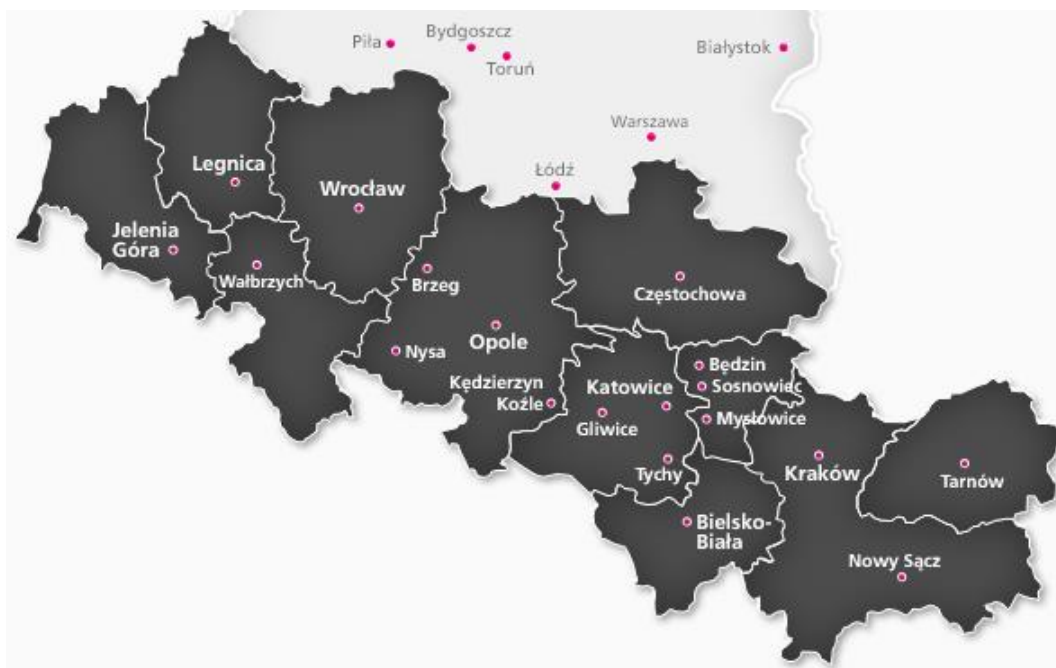 Piła
Bydgoszcz
Toruń
Białystok
Warszawa
Łódź
Legnica
Wrocław
Jelenia
Góra
Wałbrzych
Brzeg
Częstochowa
Opole
Nysa
Kędzierzyn
Koźle
Katowice
Gliwice
Tychy
Będzin
Sosnowiec
Mysłowice
Kraków
Tarnów
Bielsko-
Biała
Nowy Sącz